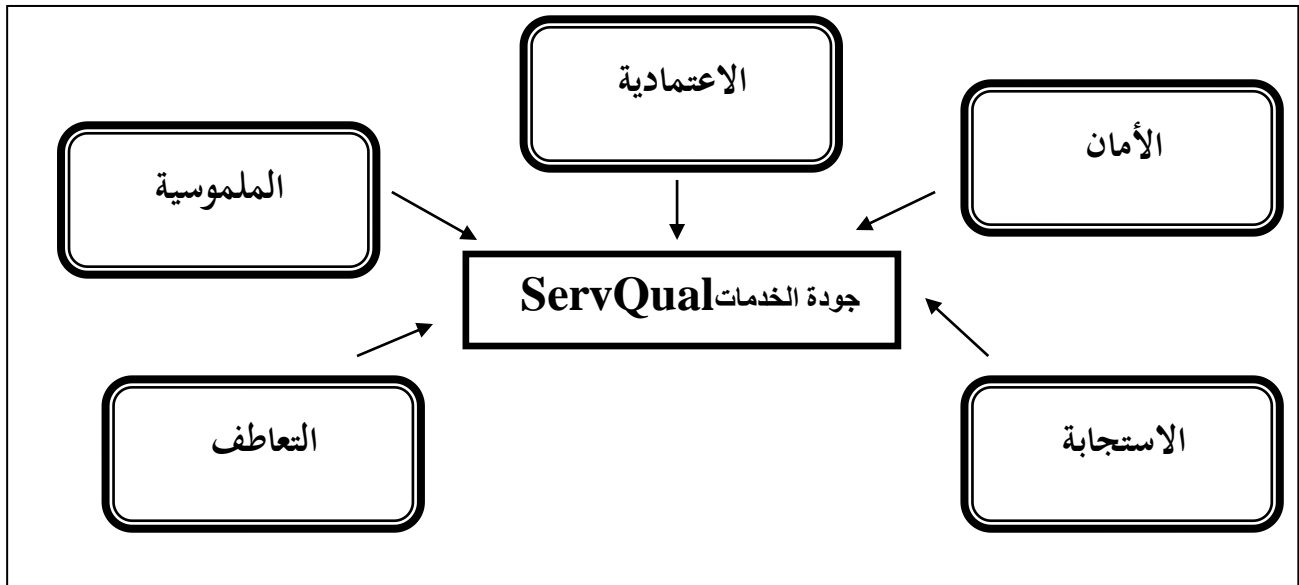 الاعتمادية
الأمان
الملموسية
جودة الخدماتServQual
التعاطف
الاستجابة